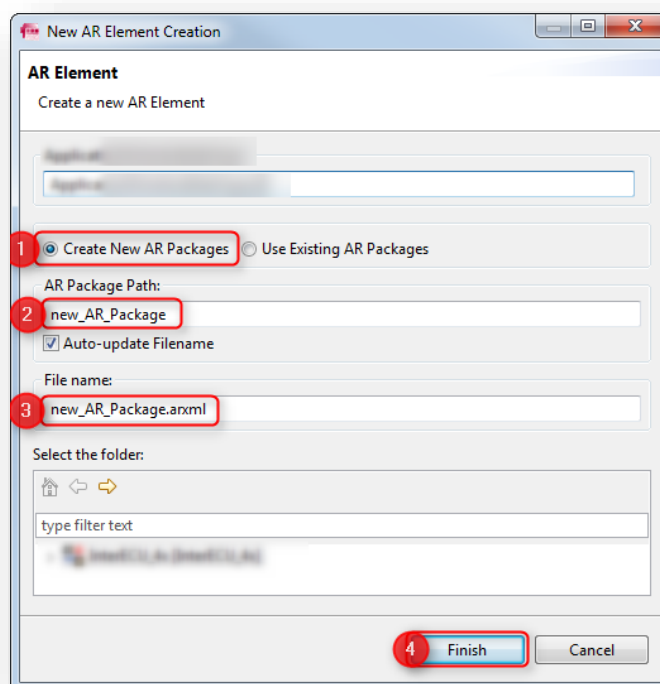 New AR Element Creation
AR Element
Create a new AR Element
1 Create New AR Packages Use Existing AR Packages
AR Package Path:
2 new_AR_Package
Auto-update Filename
File name:
3 new_AR_Package.arxml
Select the folder:
type filter text
4 Finish Cancel